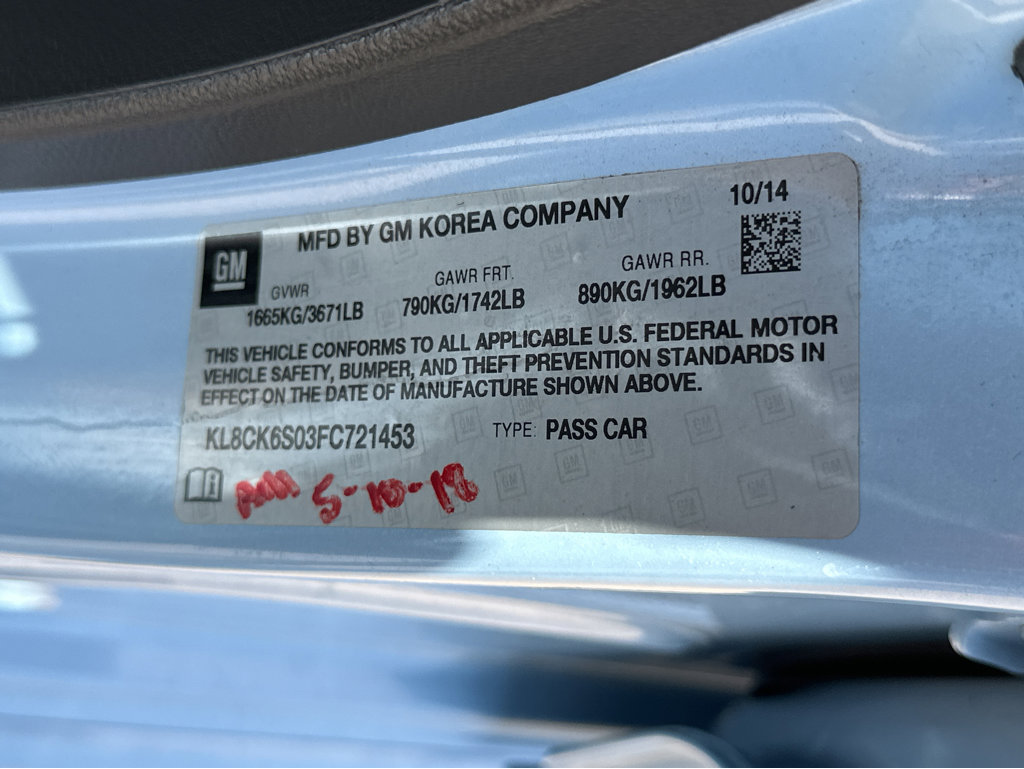 MFD BY GM KOREA COMPANY
10/14
GM
GVWR
GAWR FRT.
GAWR RR.
1665KG/3671LB
790KG/1742LB
890KG/1962LB
THIS VEHICLE CONFORMS TO ALL APPLICABLE U.S. FEDERAL MOTOR
VEHICLE SAFETY, BUMPER, AND THEFT PREVENTION STANDARDS IN
EFFECT ON THE DATE OF MANUFACTURE SHOWN ABOVE.
KL8CK6S03FC721453
TYPE: PASS CAR
5-10-18